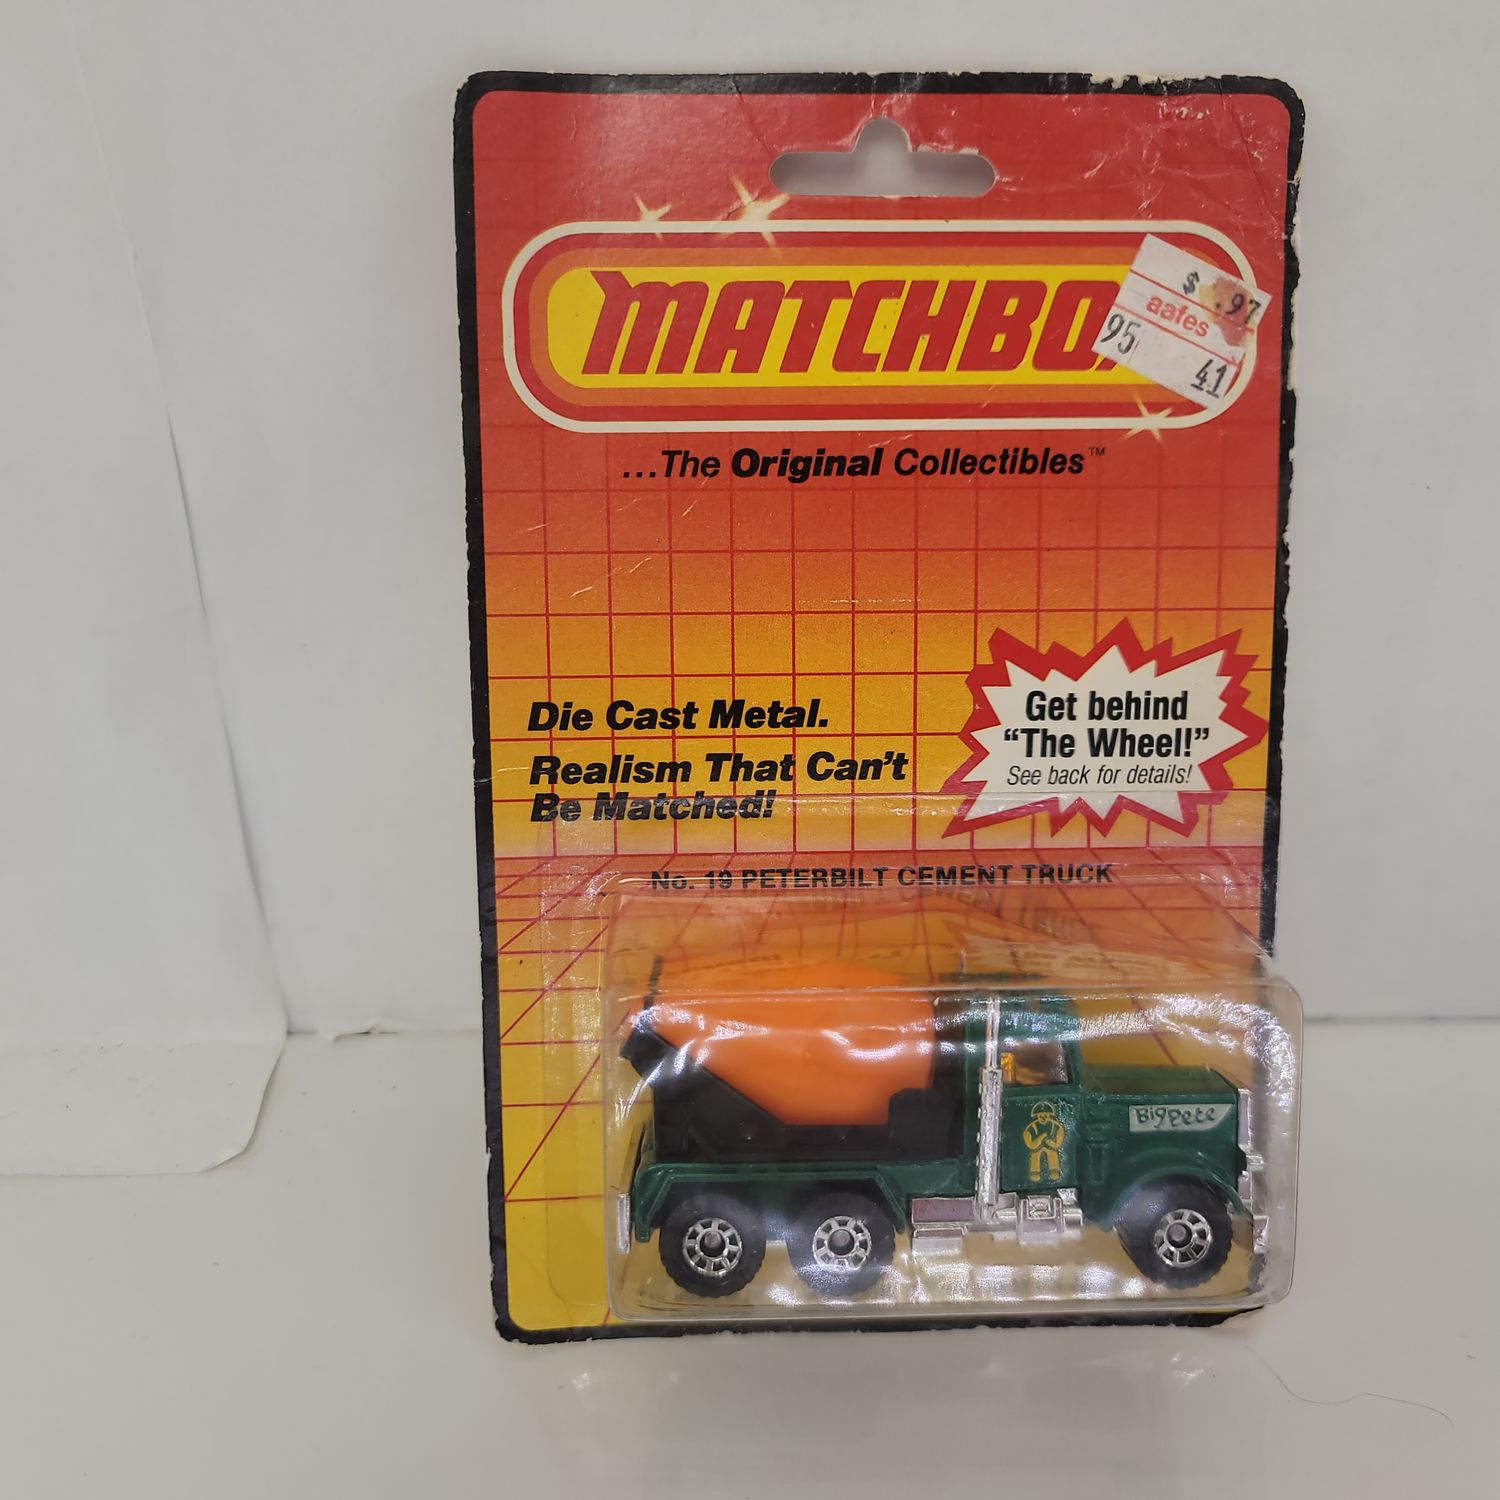 MATCHBO
$ .97
aafes
95
41
...The Original Collectibles™
Die Cast Metal.
Realism That Can't
Be Matched!
Get behind
“The Wheel!”
See back for details!
No. 19 PETERBILT CEMENT TRUCK
Big Pete